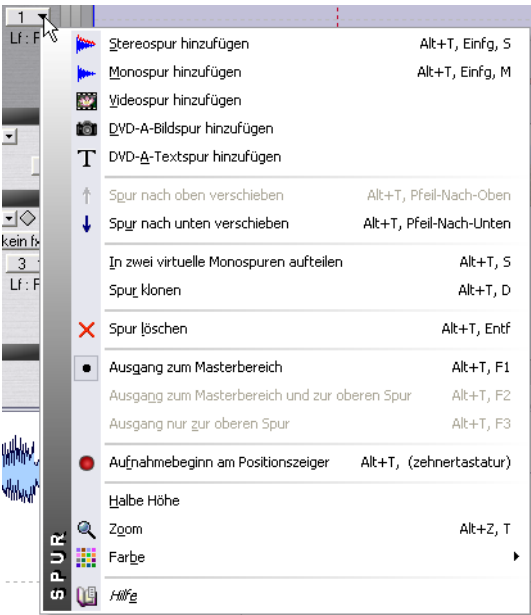 1
Lf: F
Stereospur hinzufügen Alt+T, Einfg, S
Monospur hinzufügen Alt+T, Einfg, M
Videospur hinzufügen
DVD-A-Bildspur hinzufügen
T DVD-A-Textspur hinzufügen
Spur nach oben verschieben Alt+T, Pfeil-Nach-Oben
Spur nach unten verschieben Alt+T, Pfeil-Nach-Unten
kein fx
In zwei virtuelle Monospuren aufteilen Alt+T, S
3
Lf: F
Spur klonen Alt+T, D
Spur löschen Alt+T, Entf
Ausgang zum Masterbereich Alt+T, F1
Ausgang zum Masterbereich und zur oberen Spur Alt+T, F2
Ausgang nur zur oberen Spur Alt+T, F3
Aufnahmebeginn am Positionszeiger Alt+T, (zehnertastatur)
Halbe Höhe
Zoom Alt+Z, T
Farbe
Hilfe
SPUR